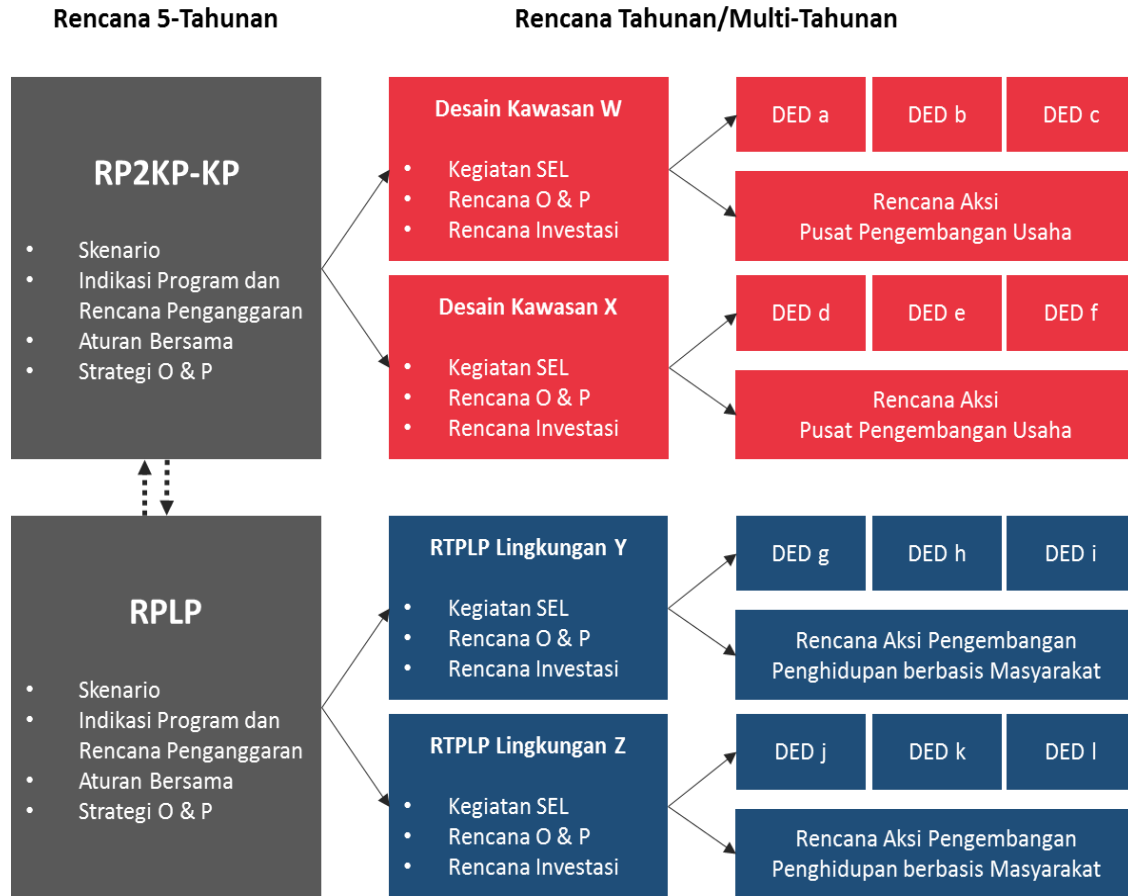 Rencana 5-Tahunan
Rencana Tahunan/Multi-Tahunan
RP2KP-KP
• Skenario
• Indikasi Program dan
Rencana Penganggaran
• Aturan Bersama
• Strategi O & P
Desain Kawasan W
• Kegiatan SEL
• Rencana O & P
• Rencana Investasi
DED a
DED b
DED c
Rencana Aksi
Pusat Pengembangan Usaha
Desain Kawasan X
• Kegiatan SEL
• Rencana O & P
• Rencana Investasi
DED d
DED e
DED f
Rencana Aksi
Pusat Pengembangan Usaha
RPLP
• Skenario
• Indikasi Program dan
Rencana Penganggaran
• Aturan Bersama
• Strategi O & P
RTPLP Lingkungan Y
• Kegiatan SEL
• Rencana O & P
• Rencana Investasi
DED g
DED h
DED i
Rencana Aksi Pengembangan
Penghidupan berbasis Masyarakat
RTPLP Lingkungan Z
• Kegiatan SEL
• Rencana O & P
• Rencana Investasi
DED j
DED k
DED l
Rencana Aksi Pengembangan
Penghidupan berbasis Masyarakat